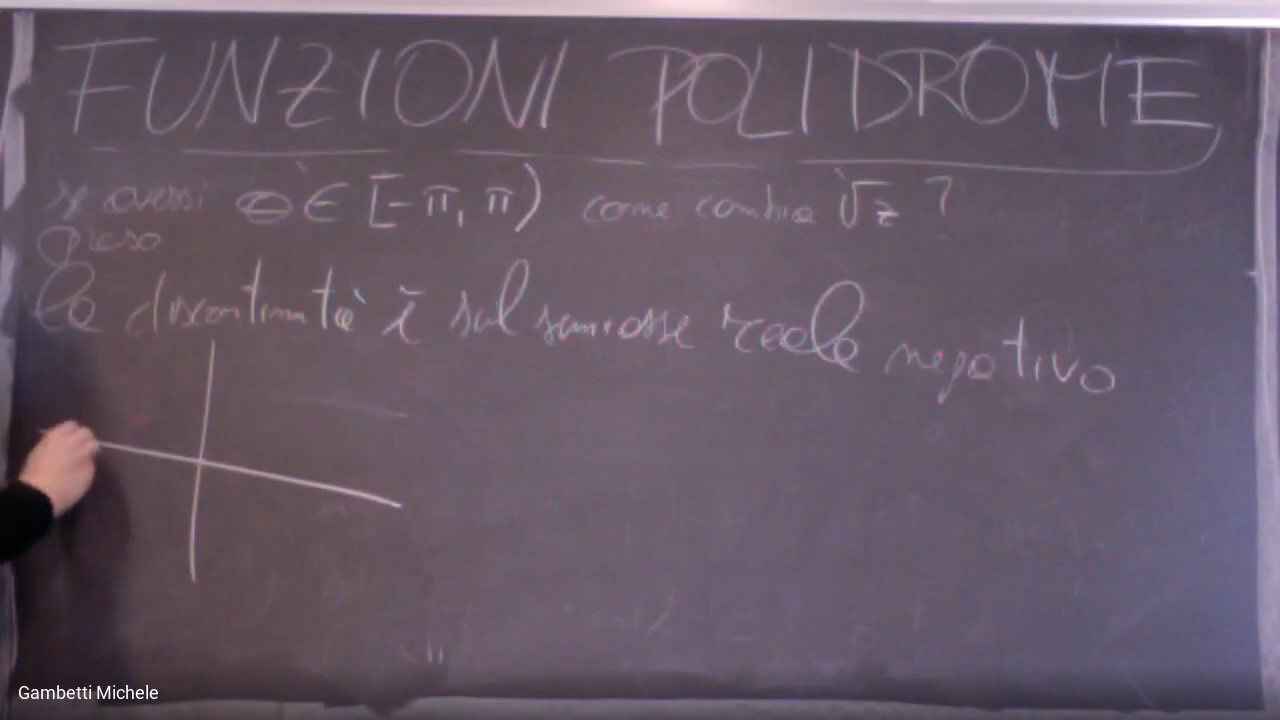 FUNZIONI POLIDROME
se avessi θ ∈ [-π, π) come cambia √z ?
preso
la discontinuità è sul semiasse reale negativo
Gambetti Michele